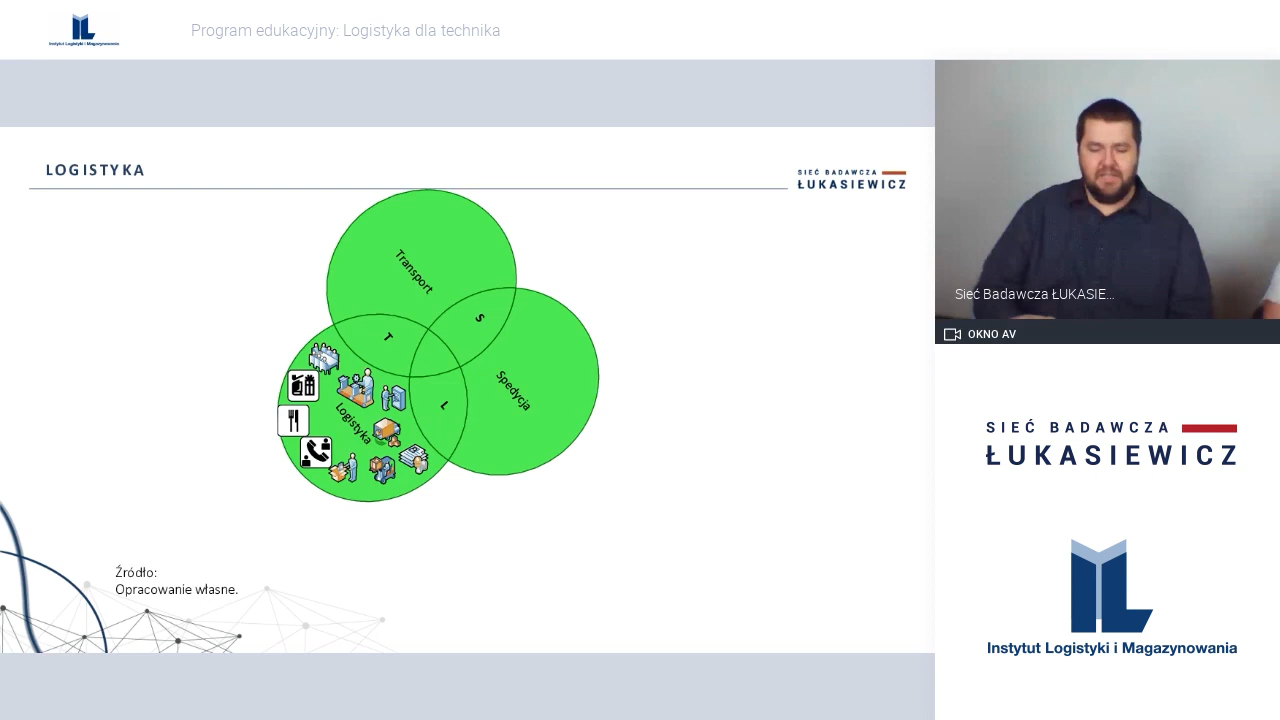 Instytut Logistyki i Magazynowania
Program edukacyjny: Logistyka dla technika
LOGISTYKA
SIEĆ BADAWCZA
ŁUKASIEWICZ
Transport
S
T
Spedycja
Logistyka
L
Źródło:
Opracowanie własne.
Sieć Badawcza ŁUKASIE...
OKNO AV
SIEĆ BADAWCZA
ŁUKASIEWICZ
Instytut Logistyki i Magazynowania